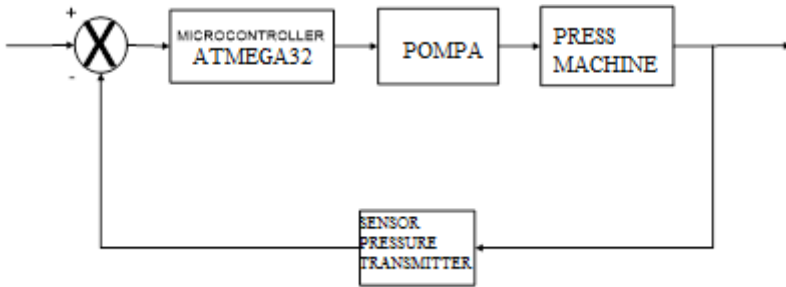 +
-
MICROCONTROLLER
ATMEGA32
POMPA
PRESS
MACHINE
SENSOR
PRESSURE
TRANSMITTER